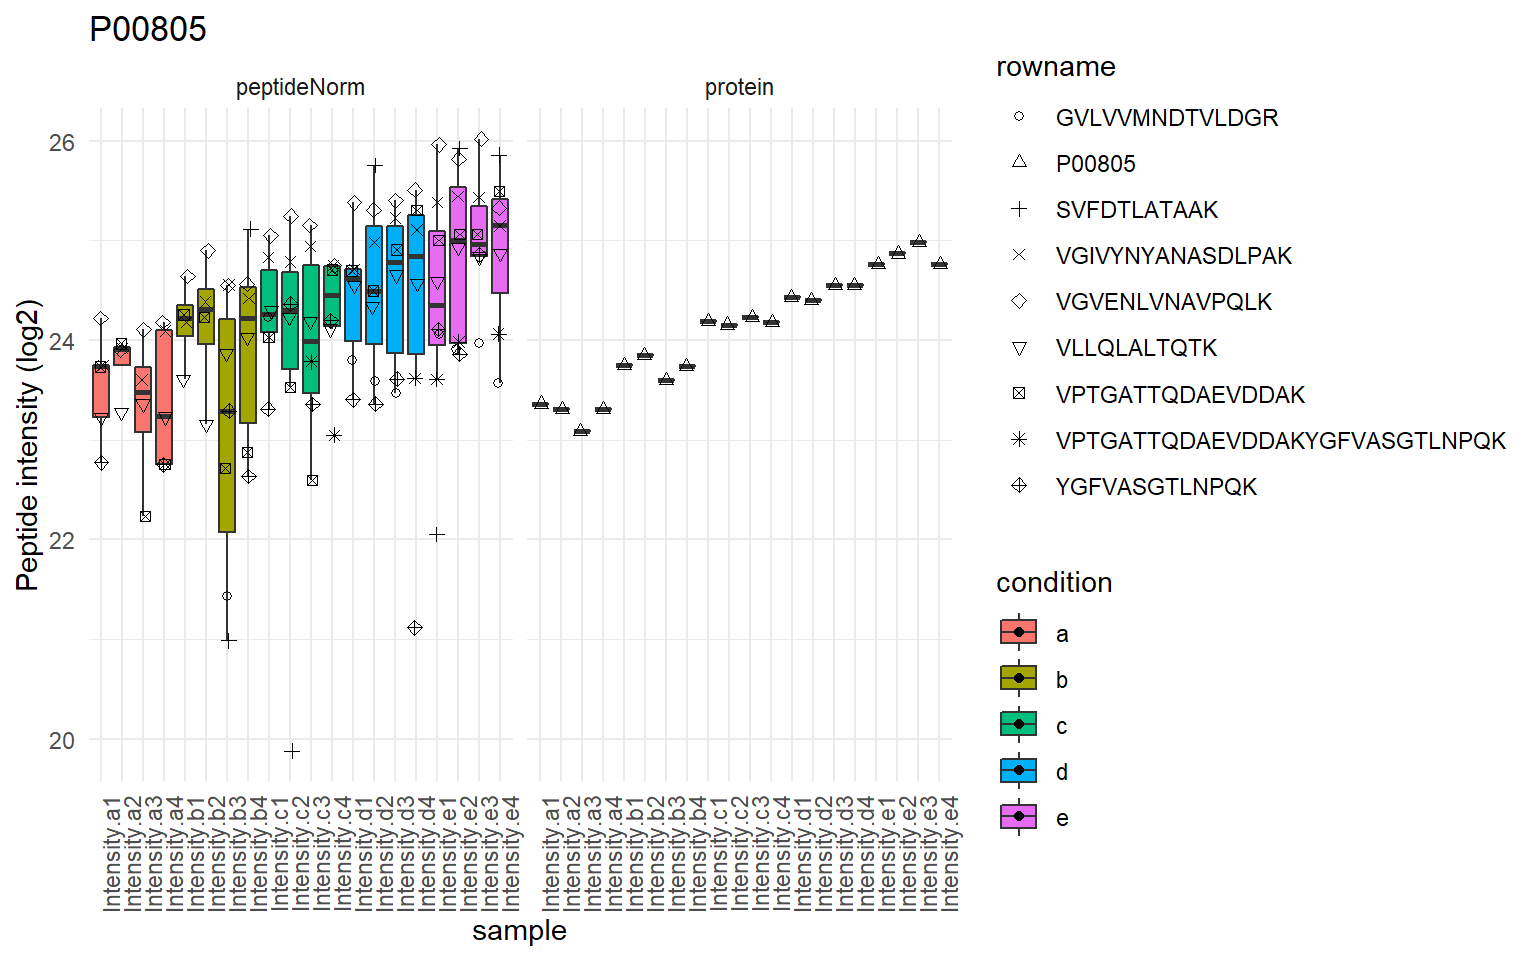 P00805
peptideNorm
protein
Peptide intensity (log2)
26
24
22
20
Intensity.a1
Intensity.a2
Intensity.a3
Intensity.a4
Intensity.b1
Intensity.b2
Intensity.b3
Intensity.b4
Intensity.c1
Intensity.c2
Intensity.c3
Intensity.c4
Intensity.d1
Intensity.d2
Intensity.d3
Intensity.d4
Intensity.e1
Intensity.e2
Intensity.e3
Intensity.e4
Intensity.a1
Intensity.a2
Intensity.a3
Intensity.a4
Intensity.b1
Intensity.b2
Intensity.b3
Intensity.b4
Intensity.c1
Intensity.c2
Intensity.c3
Intensity.c4
Intensity.d1
Intensity.d2
Intensity.d3
Intensity.d4
Intensity.e1
Intensity.e2
Intensity.e3
Intensity.e4
sample
rowname
GVLVVMNDTVLDGR
P00805
SVFDTLATAAK
VGIVYNYANASDLPAK
VGVENLVNAVPQLK
VLLQLALTQTK
VPTGATTQDAEVDDAK
VPTGATTQDAEVDDAKYGFVASGTLNPQK
YGFVASGTLNPQK
condition
a
b
c
d
e